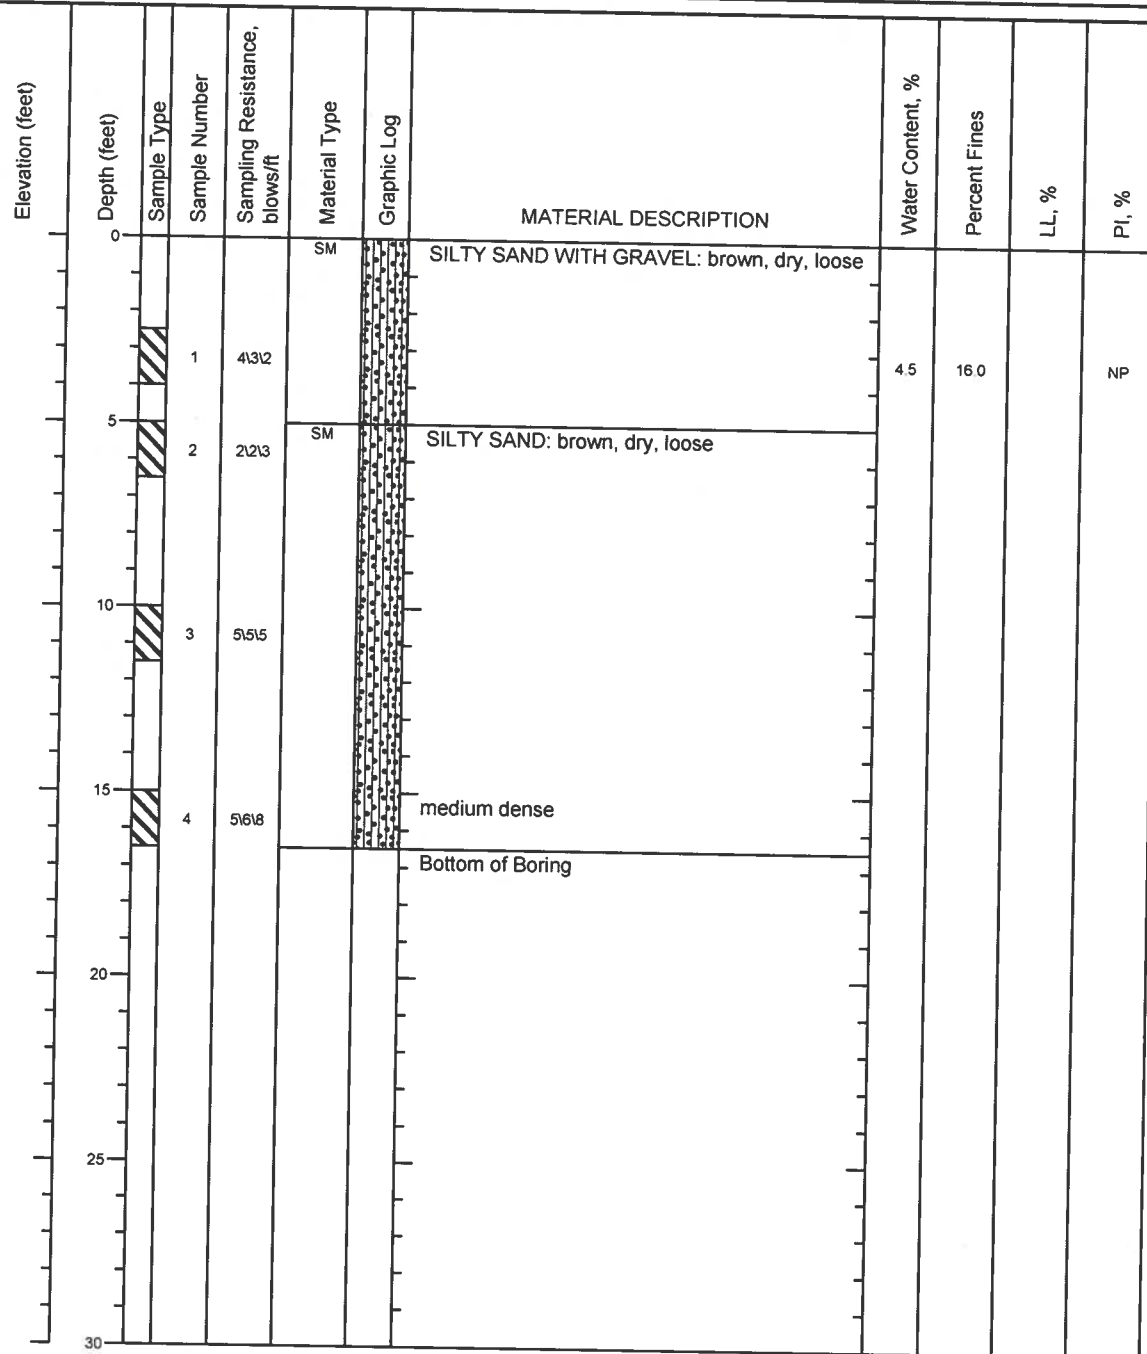 Elevation (feet)
Depth (feet)
Sample Type
Sample Number
Sampling Resistance,
blows/ft
Material Type
Graphic Log
MATERIAL DESCRIPTION
Water Content, %
Percent Fines
LL, %
PI, %
0
SM
SILTY SAND WITH GRAVEL: brown, dry, loose
1
4\3\2
4.5
16.0
NP
5
SM
SILTY SAND: brown, dry, loose
2
2\2\3
10
3
5\5\5
15
medium dense
4
5\6\8
Bottom of Boring
20
25
30